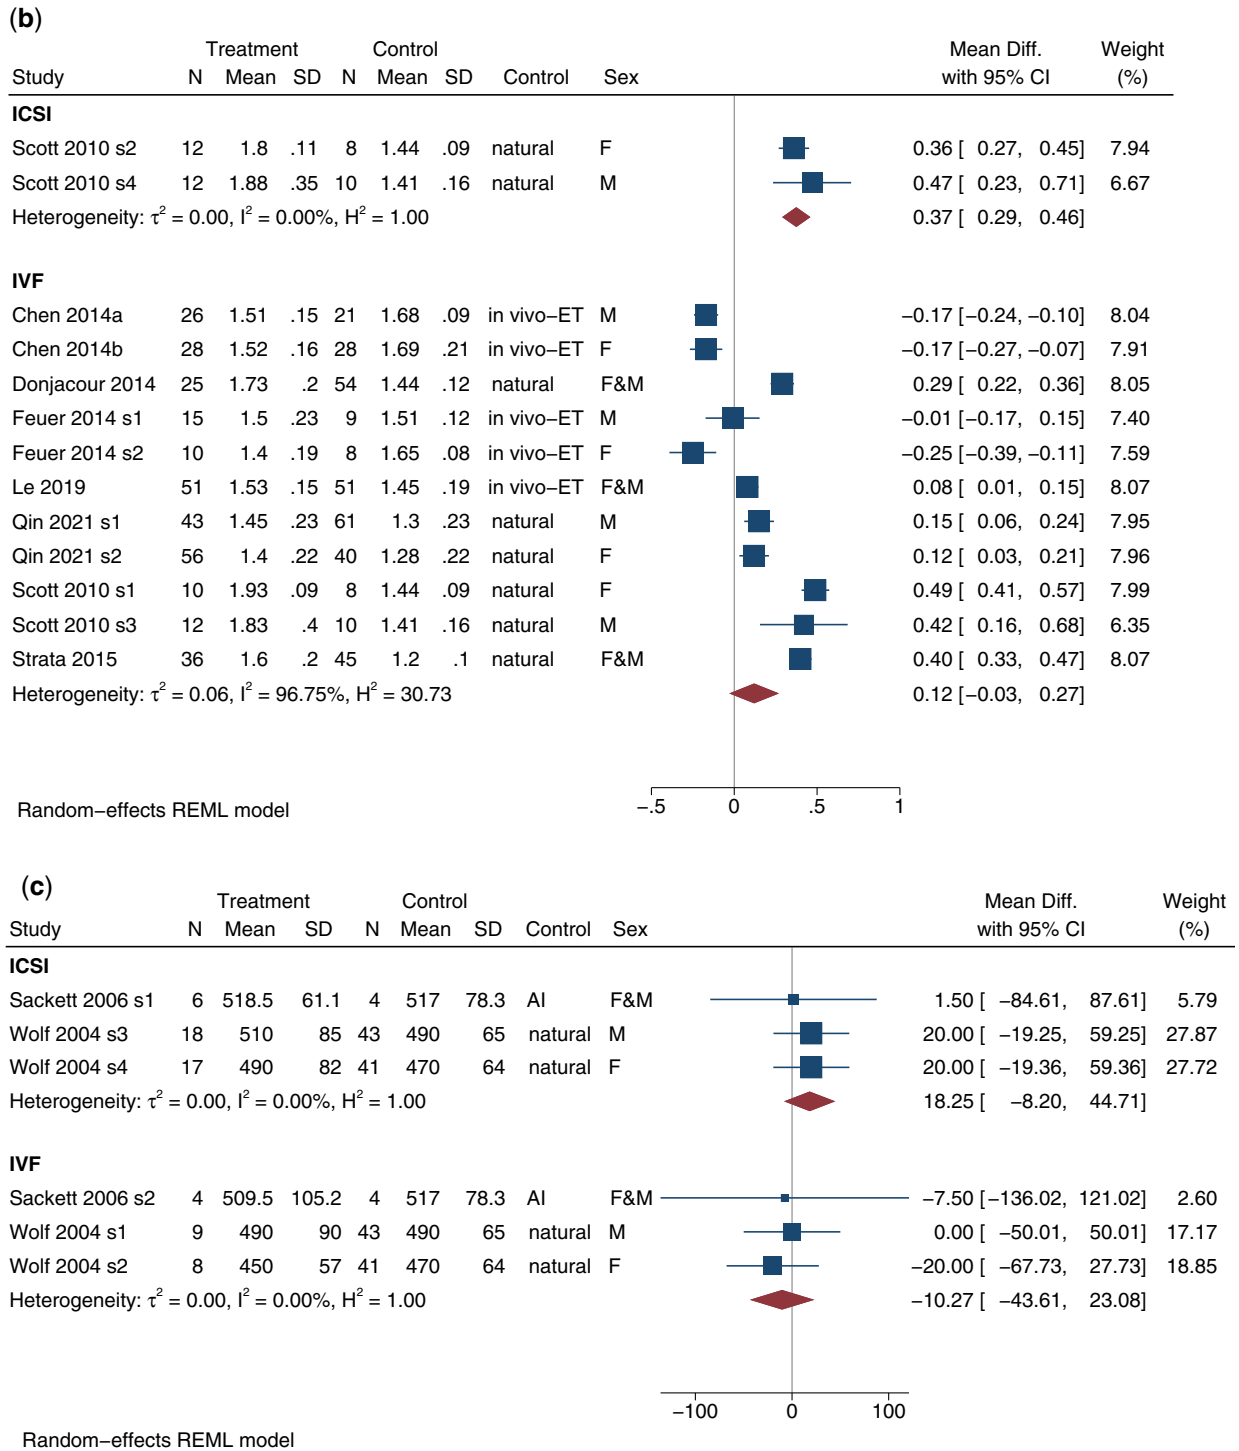 (b)
Treatment Control Mean Diff. Weight
Study N Mean SD N Mean SD Control Sex with 95% CI (%)
ICSI
Scott 2010 s2 12 1.8 .11 8 1.44 .09 natural F 0.36 [ 0.27, 0.45] 7.94
Scott 2010 s4 12 1.88 .35 10 1.41 .16 natural M 0.47 [ 0.23, 0.71] 6.67
Heterogeneity: τ² = 0.00, I² = 0.00%, H² = 1.00 0.37 [ 0.29, 0.46]
IVF
Chen 2014a 26 1.51 .15 21 1.68 .09 in vivo−ET M −0.17 [−0.24, −0.10] 8.04
Chen 2014b 28 1.52 .16 28 1.69 .21 in vivo−ET F −0.17 [−0.27, −0.07] 7.91
Donjacour 2014 25 1.73 .2 54 1.44 .12 natural F&M 0.29 [ 0.22, 0.36] 8.05
Feuer 2014 s1 15 1.5 .23 9 1.51 .12 in vivo−ET M −0.01 [−0.17, 0.15] 7.40
Feuer 2014 s2 10 1.4 .19 8 1.65 .08 in vivo−ET F −0.25 [−0.39, −0.11] 7.59
Le 2019 51 1.53 .15 51 1.45 .19 in vivo−ET F&M 0.08 [ 0.01, 0.15] 8.07
Qin 2021 s1 43 1.45 .23 61 1.3 .23 natural M 0.15 [ 0.06, 0.24] 7.95
Qin 2021 s2 56 1.4 .22 40 1.28 .22 natural F 0.12 [ 0.03, 0.21] 7.96
Scott 2010 s1 10 1.93 .09 8 1.44 .09 natural F 0.49 [ 0.41, 0.57] 7.99
Scott 2010 s3 12 1.83 .4 10 1.41 .16 natural M 0.42 [ 0.16, 0.68] 6.35
Strata 2015 36 1.6 .2 45 1.2 .1 natural F&M 0.40 [ 0.33, 0.47] 8.07
Heterogeneity: τ² = 0.06, I² = 96.75%, H² = 30.73 0.12 [−0.03, 0.27]
−.5 0 .5 1
Random−effects REML model
(c)
Treatment Control Mean Diff. Weight
Study N Mean SD N Mean SD Control Sex with 95% CI (%)
ICSI
Sackett 2006 s1 6 518.5 61.1 4 517 78.3 AI F&M 1.50 [ −84.61, 87.61] 5.79
Wolf 2004 s3 18 510 85 43 490 65 natural M 20.00 [ −19.25, 59.25] 27.87
Wolf 2004 s4 17 490 82 41 470 64 natural F 20.00 [ −19.36, 59.36] 27.72
Heterogeneity: τ² = 0.00, I² = 0.00%, H² = 1.00 18.25 [ −8.20, 44.71]
IVF
Sackett 2006 s2 4 509.5 105.2 4 517 78.3 AI F&M −7.50 [−136.02, 121.02] 2.60
Wolf 2004 s1 9 490 90 43 490 65 natural M 0.00 [ −50.01, 50.01] 17.17
Wolf 2004 s2 8 450 57 41 470 64 natural F −20.00 [ −67.73, 27.73] 18.85
Heterogeneity: τ² = 0.00, I² = 0.00%, H² = 1.00 −10.27 [ −43.61, 23.08]
−100 0 100
Random−effects REML model